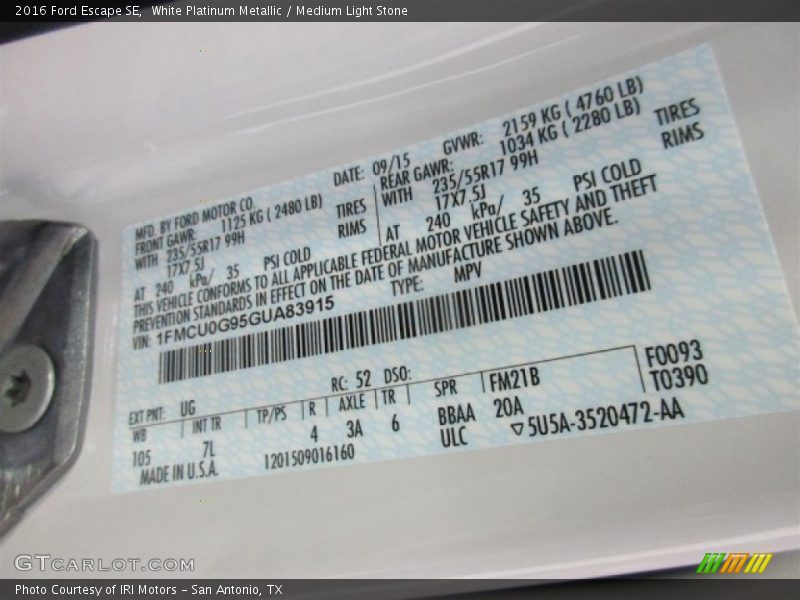 2016 Ford Escape SE, White Platinum Metallic / Medium Light Stone
MFD. BY FORD MOTOR CO. DATE: 09/15 GVWR: 2159 KG ( 4760 LB)
FRONT GAWR: 1125 KG ( 2480 LB) REAR GAWR: 1034 KG ( 2280 LB)
WITH 235/55R17 99H TIRES WITH 235/55R17 99H TIRES
17X7.5J RIMS 17X7.5J RIMS
AT 240 kPa/ 35 PSI COLD AT 240 kPa/ 35 PSI COLD
THIS VEHICLE CONFORMS TO ALL APPLICABLE FEDERAL MOTOR VEHICLE SAFETY AND THEFT
PREVENTION STANDARDS IN EFFECT ON THE DATE OF MANUFACTURE SHOWN ABOVE.
VIN: 1FMCU0G95GUA83915 TYPE: MPV
EXT PNT: UG RC: 52 DSO: F0093
WB INT TR TP/PS R AXLE TR SPR FM21B T0390
105 7L 4 3A 6 BBAA 20A
MADE IN U.S.A. 1201509016160 ULC ▽5U5A-3520472-AA
GTCARLOT.COM
Photo Courtesy of IRI Motors – San Antonio, TX